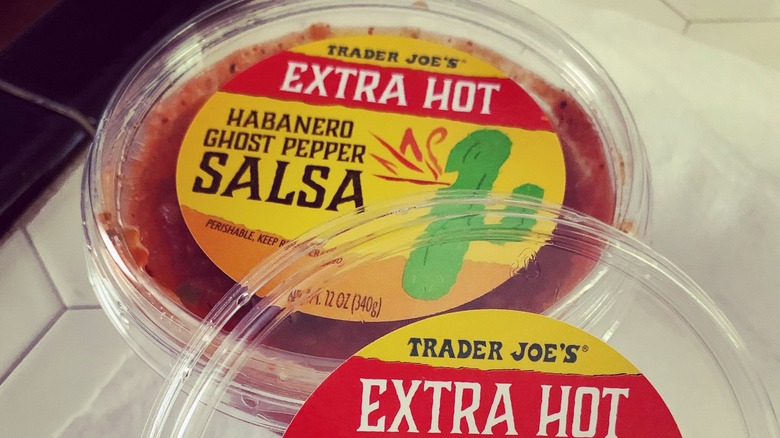 TRADER JOE'S®
EXTRA HOT
HABANERO
GHOST PEPPER
SALSA
PERISHABLE, KEEP
12 OZ (340g)
TRADER JOE'S®
EXTRA HOT